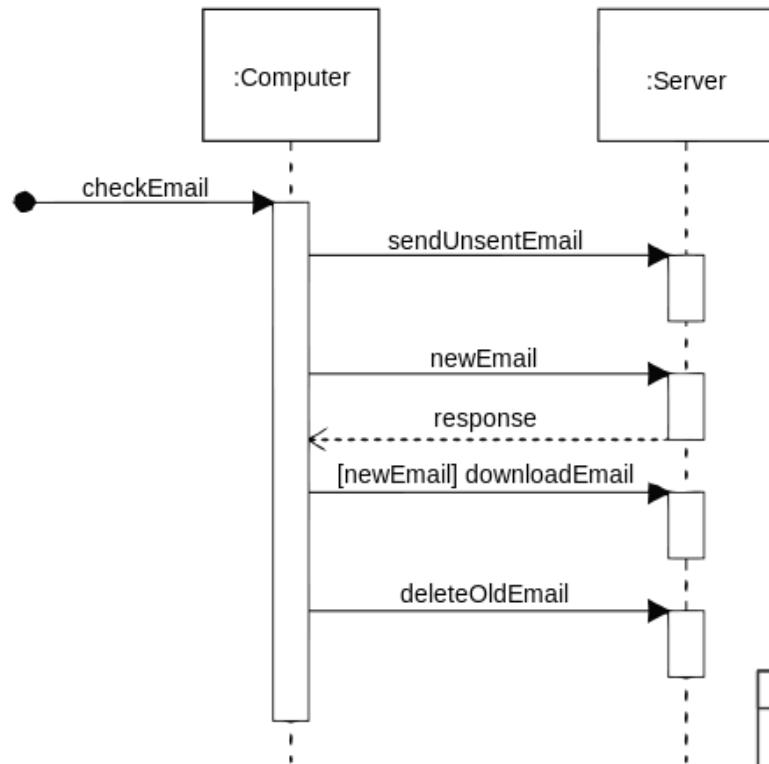 :Computer
:Server
checkEmail
sendUnsentEmail
newEmail
response
[newEmail] downloadEmail
deleteOldEmail